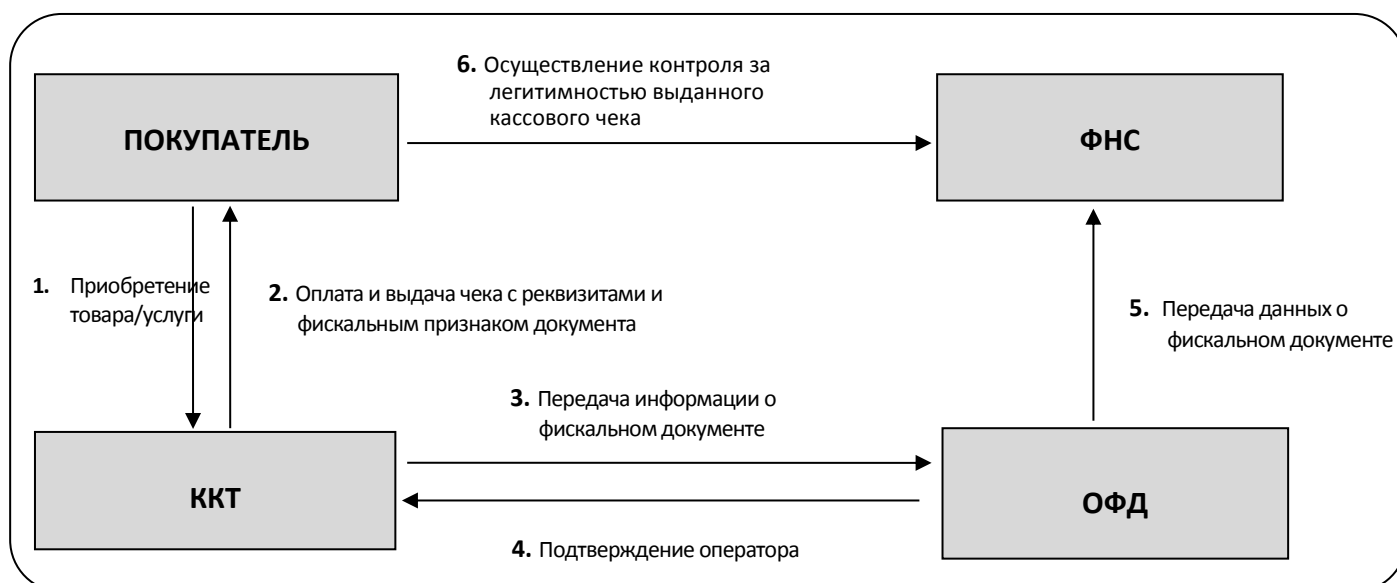 6. Осуществление контроля за
легитимностью выданного
кассового чека
ПОКУПАТЕЛЬ
ФНС
1. Приобретение
товара/услуги
2. Оплата и выдача чека с реквизитами и
фискальным признаком документа
5. Передача данных о
фискальном документе
3. Передача информации о
фискальном документе
ККТ
ОФД
4. Подтверждение оператора